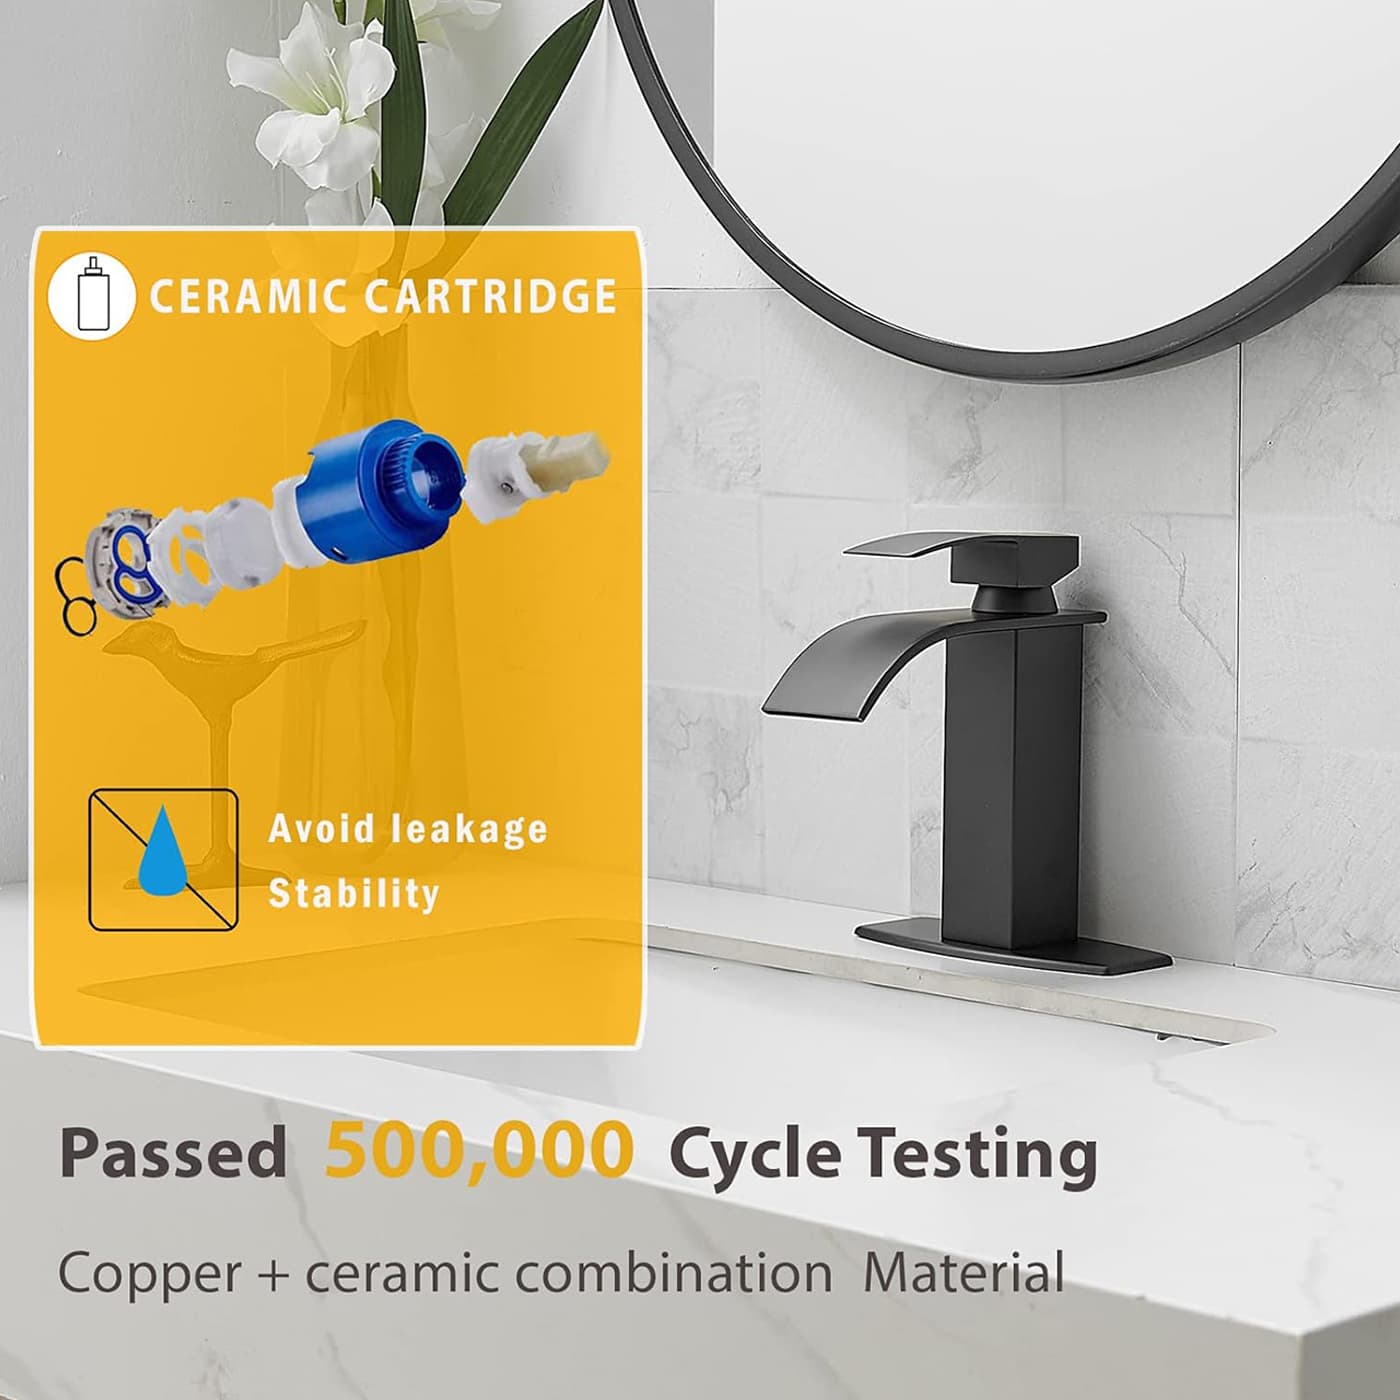 CERAMIC CARTRIDGE
Avoid leakage
Stability
Passed 500,000 Cycle Testing
Copper + ceramic combination Material